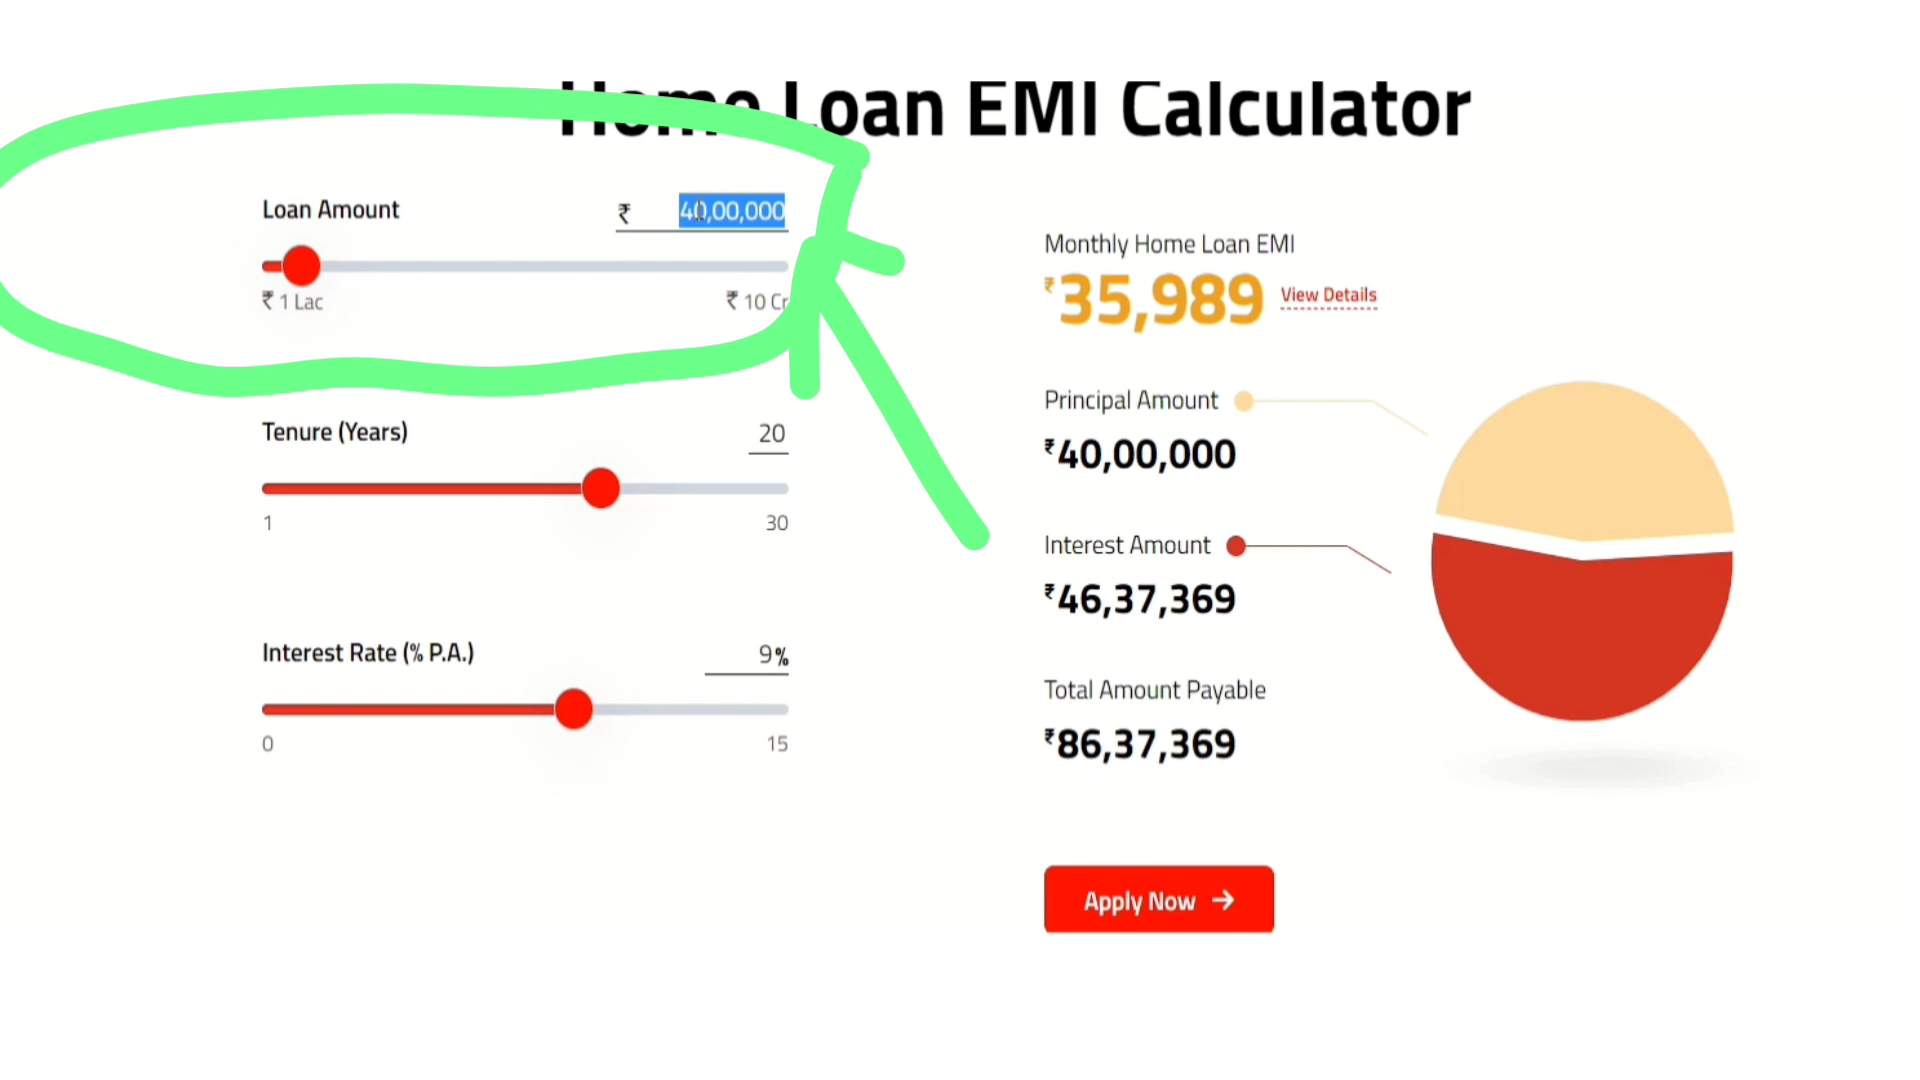 Home Loan EMI Calculator
Loan Amount
₹ 40,00,000
₹ 1 Lac
₹ 10 Cr
Tenure (Years)
20
1
30
Interest Rate (% P.A.)
9%
0
15
Monthly Home Loan EMI
₹35,989 View Details
Principal Amount
₹40,00,000
Interest Amount
₹46,37,369
Total Amount Payable
₹86,37,369
Apply Now →